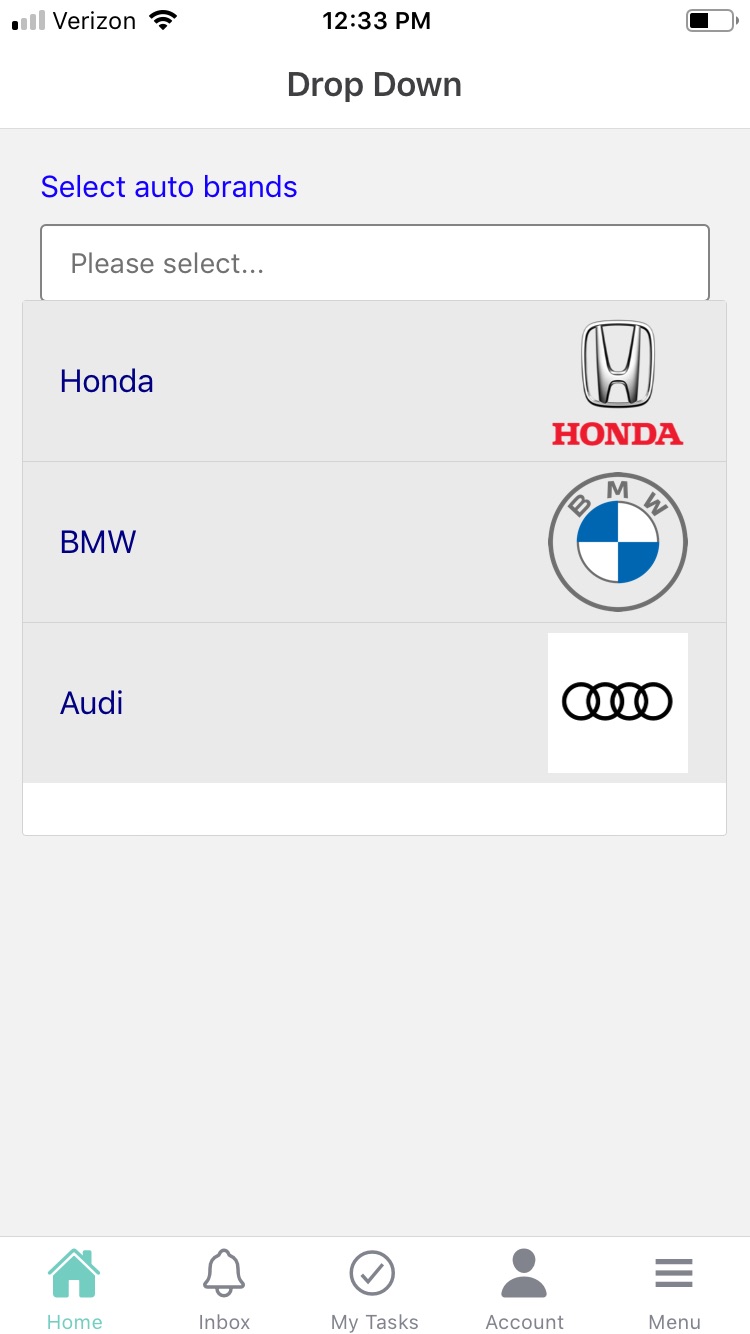 Verizon 12:33 PM
Drop Down
Select auto brands
Please select...
Honda
HONDA
BMW
B M W
Audi
Home Inbox My Tasks Account Menu